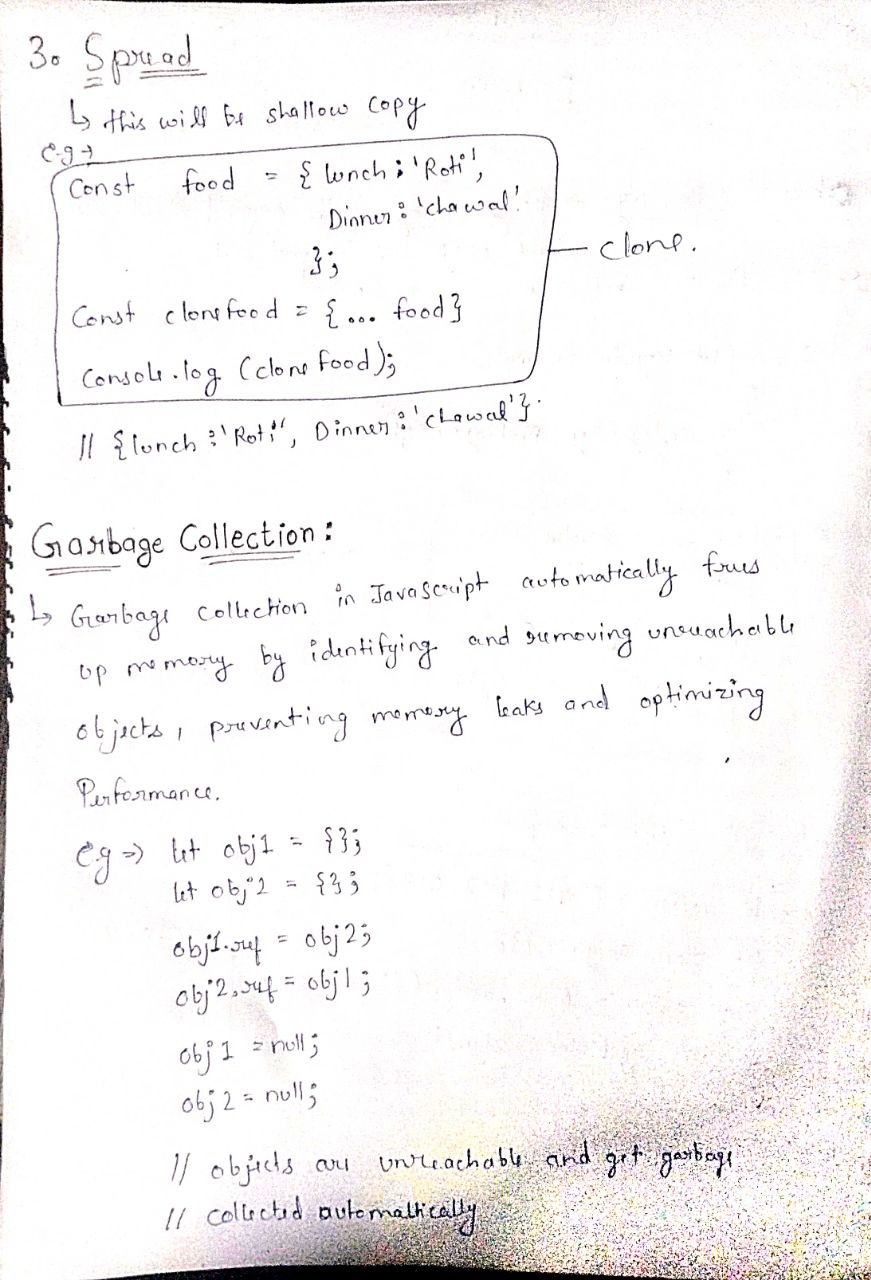 3. Spread
↳ this will be shallow copy
e.g →
Const food = { lunch : 'Roti',
Dinner : 'chawal'
};
Const clonefood = {... food}
Console.log (clonefood);
clone.
// {lunch : 'Roti', Dinner : 'chawal'}.
Garbage Collection :
↳ Garbage collection in JavaScript automatically frees
up memory by identifying and removing unreachable
objects, preventing memory leaks and optimizing
Performance.
e.g => let obj1 = {};
let obj2 = {};
obj1.ref = obj2;
obj2.ref = obj1;
obj1 = null;
obj2 = null;
// objects are unreachable and get garbage
// collected automaltically